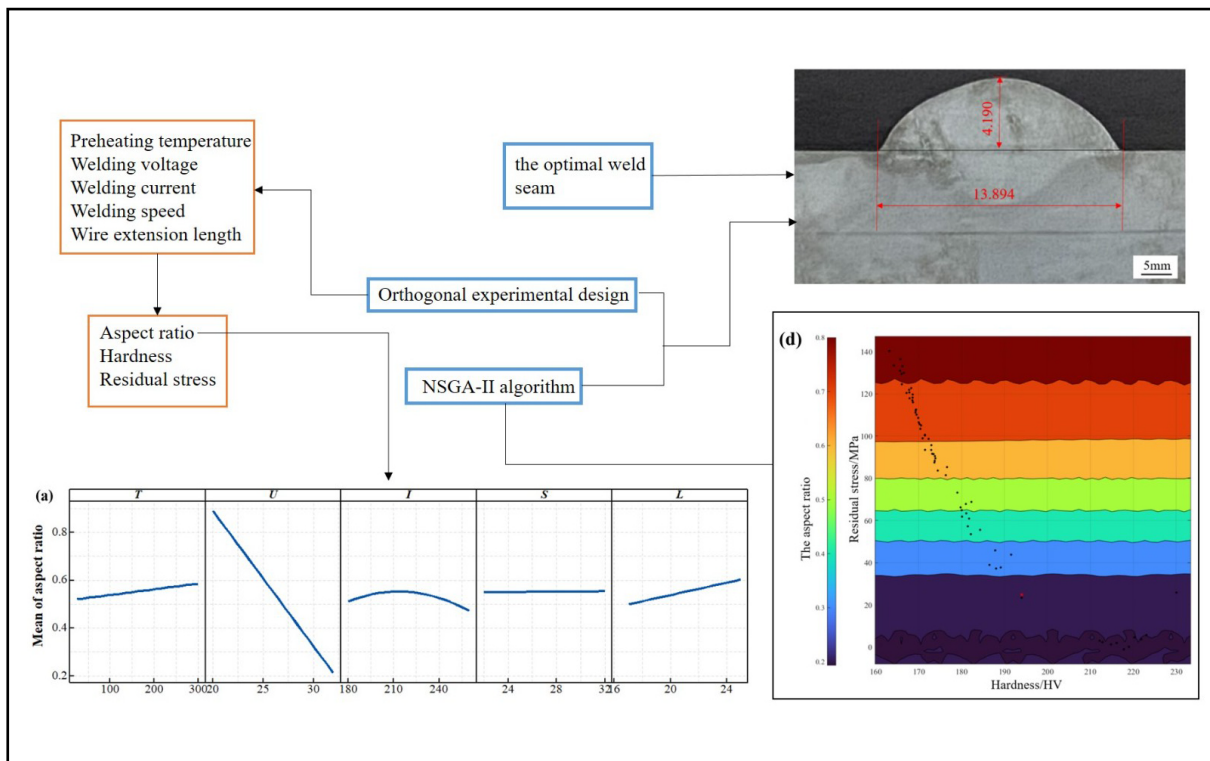 Preheating temperature
Welding voltage
Welding current
Welding speed
Wire extension length
Aspect ratio
Hardness
Residual stress
the optimal weld
seam
Orthogonal experimental design
NSGA-II algorithm
4.190
13.894
5mm
(a)
T U I S L
Mean of aspect ratio
0.8
0.6
0.4
0.2
100 200 300 20 25 30 180 210 240 24 28 32 16 20 24
(d)
The aspect ratio
0.8
0.7
0.6
0.5
0.4
0.3
0.2
Residual stress/MPa
140
120
100
80
60
40
20
0
160 170 180 190 200 210 220 230
Hardness/HV